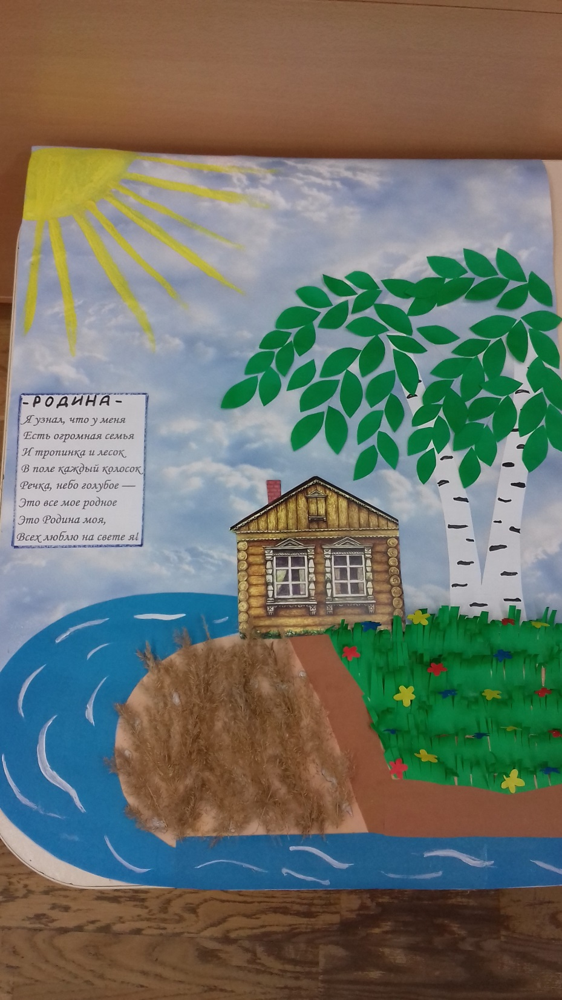 -РОДИНА-
Я узнал, что у меня
Есть огромная семья
И тропинка и лесок
В поле каждый колосок
Речка, небо голубое —
Это все мое родное
Это Родина моя,
Всех люблю на свете я!